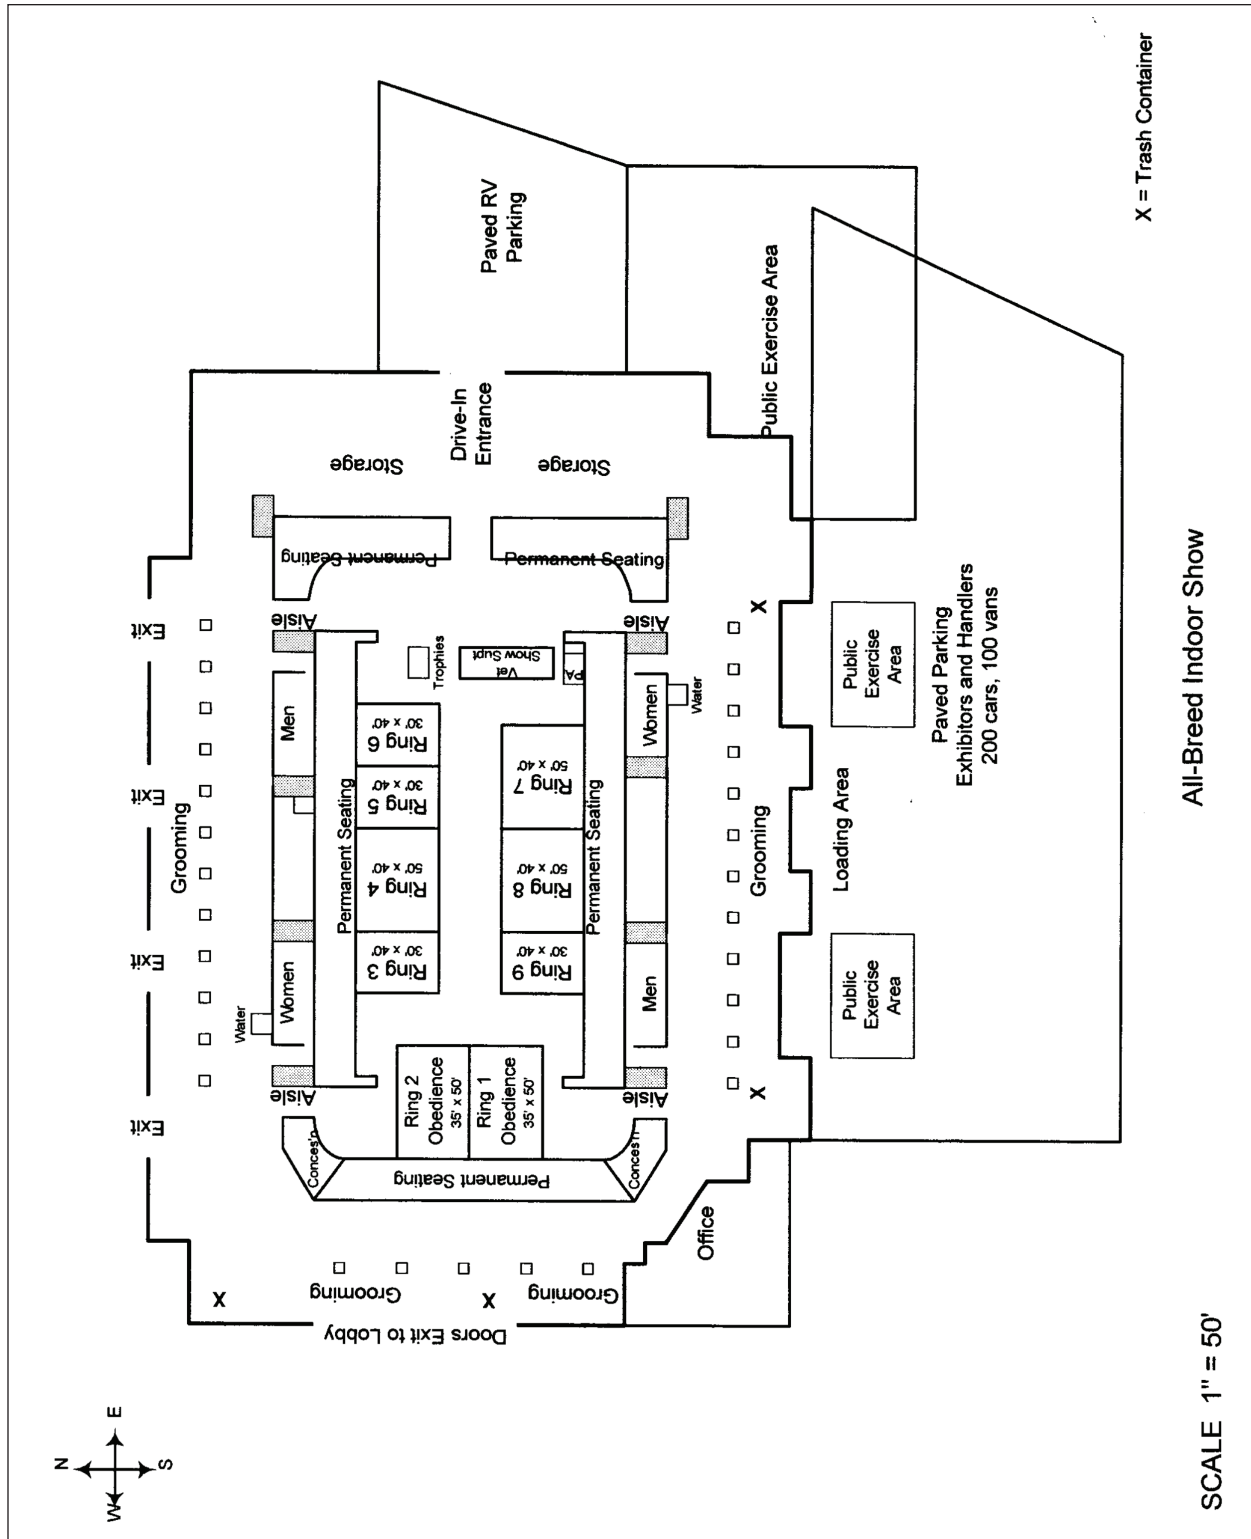 N
W
E
S
Exit
Exit
Exit
Exit
Grooming
Water
Women
Men
Aisle
Aisle
Conces'n
Permanent Seating
Permanent Seating
Storage
X
Grooming
Doors Exit to Lobby
X
Grooming
Permanent Seating
Ring 2
Obedience
35' x 50'
Ring 1
Obedience
35' x 50'
Ring 3
30' x 40'
Ring 4
50' x 40'
Ring 5
30' x 40'
Ring 6
30' x 40'
Trophies
Vet
Show Supt
PA
Ring 9
30' x 40'
Ring 8
50' x 40'
Ring 7
50' x 40'
Permanent Seating
Permanent Seating
Storage
Drive-In
Entrance
Paved RV
Parking
Conces'n
Aisle
Aisle
Men
Women
Water
Office
X
Grooming
X
Public Exercise Area
Loading Area
Public
Exercise
Area
Public
Exercise
Area
Paved Parking
Exhibitors and Handlers
200 cars, 100 vans
X = Trash Container
All-Breed Indoor Show
SCALE 1" = 50'